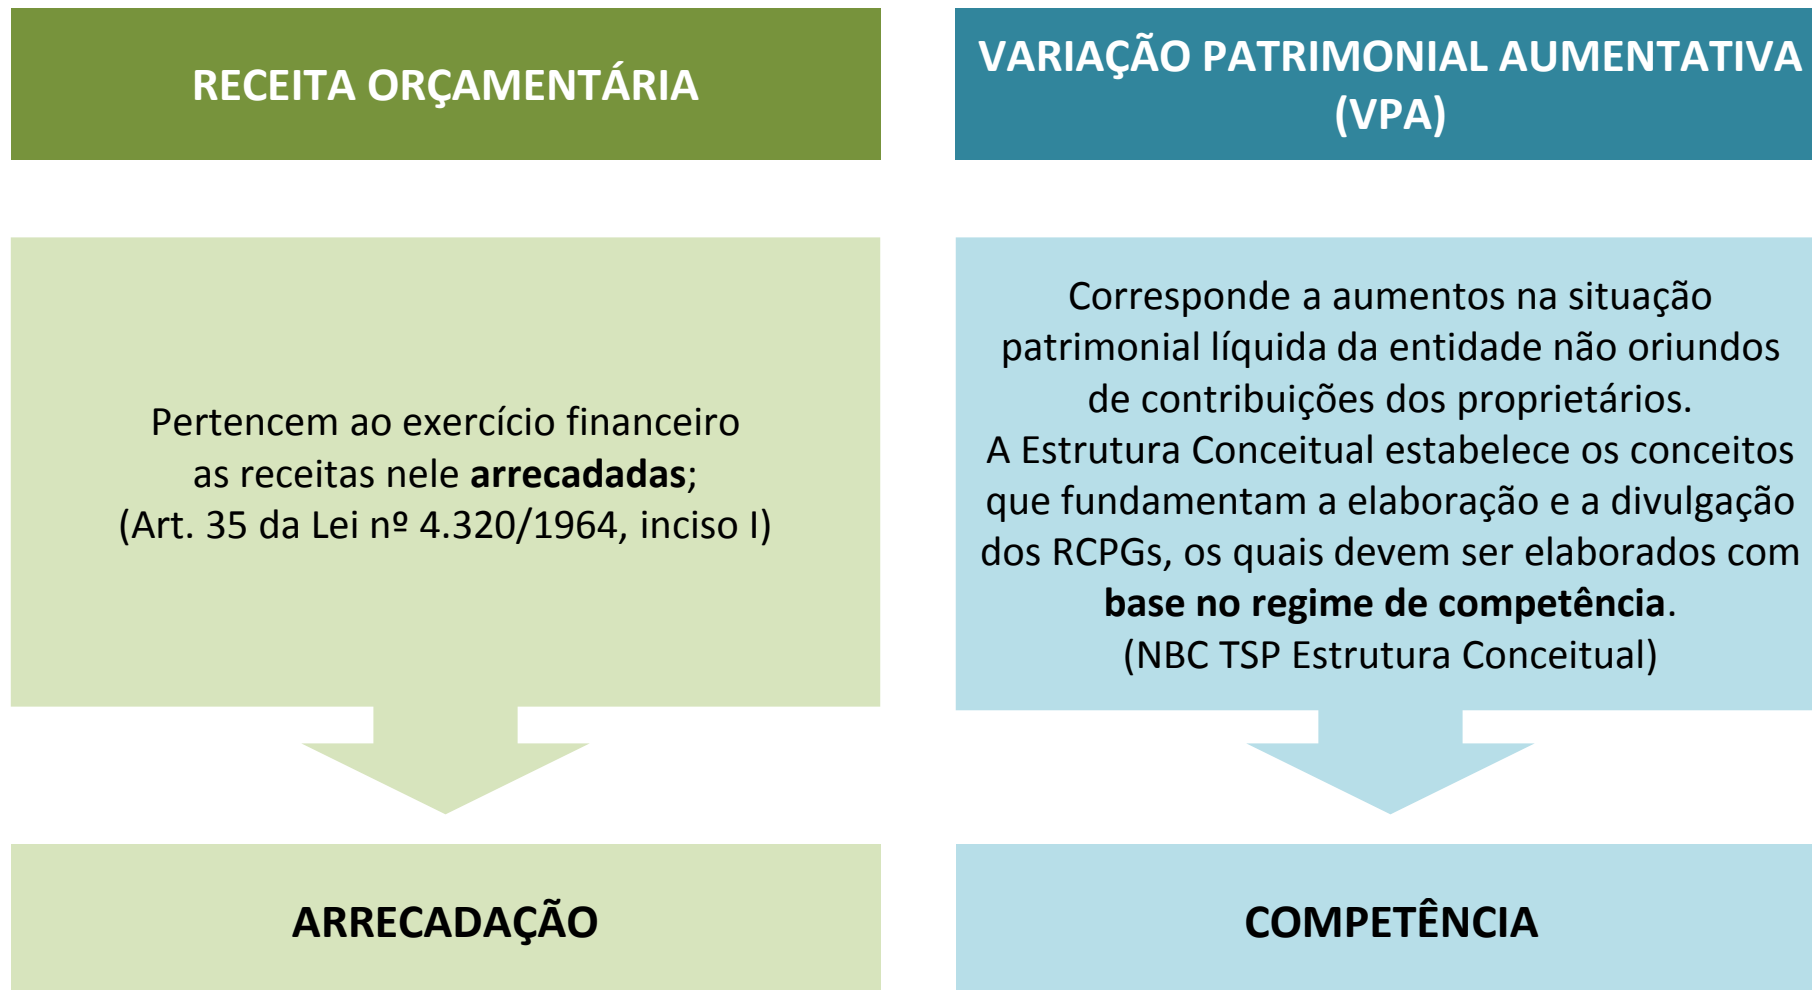 RECEITA ORÇAMENTÁRIA
Pertencem ao exercício financeiro
as receitas nele arrecadadas;
(Art. 35 da Lei nº 4.320/1964, inciso I)
ARRECADAÇÃO
VARIAÇÃO PATRIMONIAL AUMENTATIVA
(VPA)
Corresponde a aumentos na situação
patrimonial líquida da entidade não oriundos
de contribuições dos proprietários.
A Estrutura Conceitual estabelece os conceitos
que fundamentam a elaboração e a divulgação
dos RCPGs, os quais devem ser elaborados com
base no regime de competência.
(NBC TSP Estrutura Conceitual)
COMPETÊNCIA